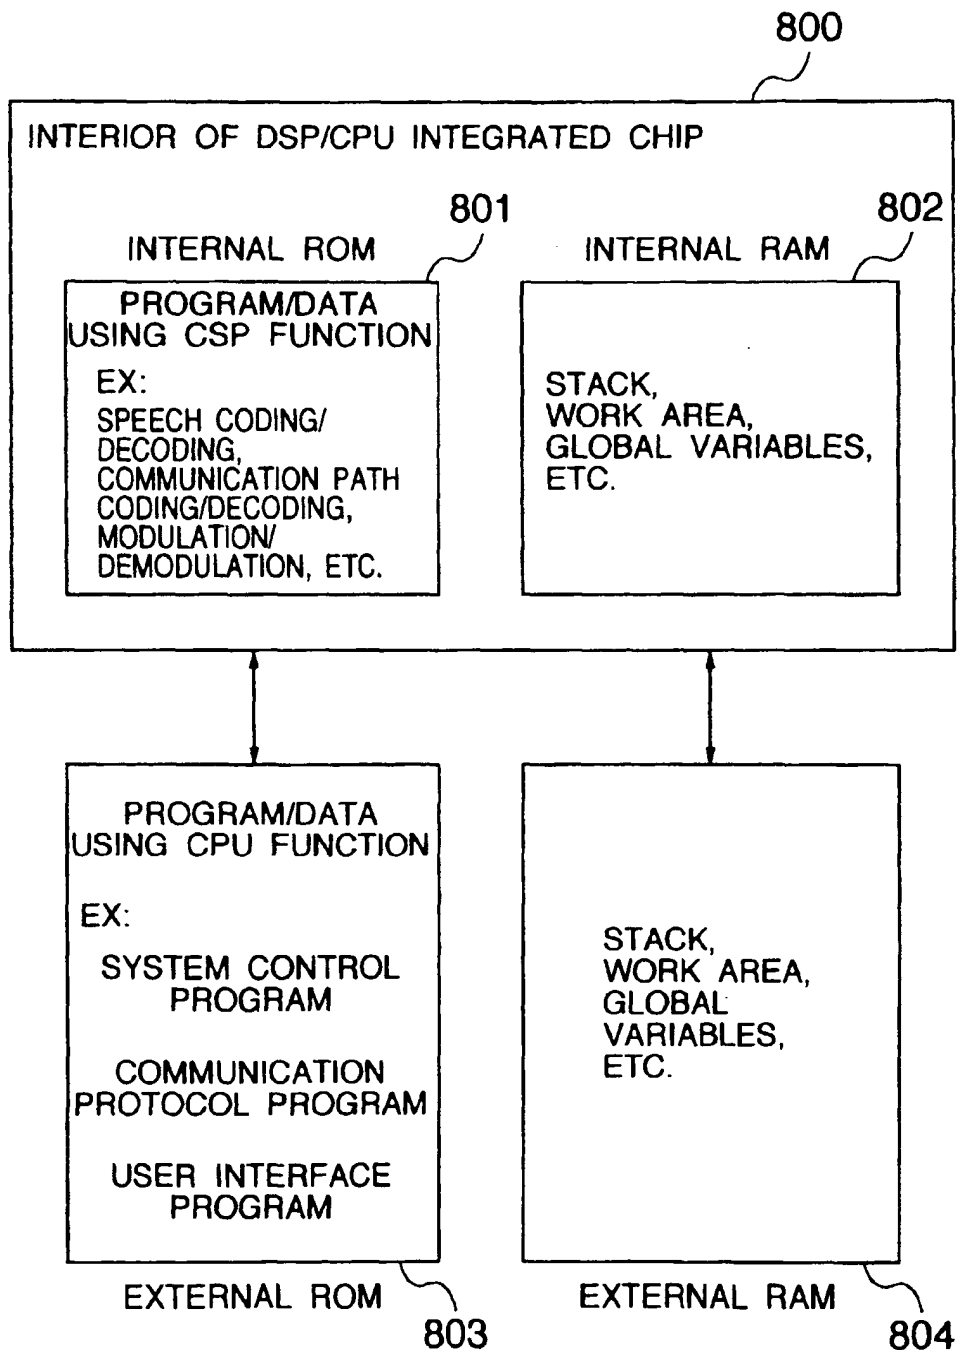 800
INTERIOR OF DSP/CPU INTEGRATED CHIP
801
802
INTERNAL ROM
INTERNAL RAM
PROGRAM/DATA
USING CSP FUNCTION
EX:
SPEECH CODING/
DECODING,
COMMUNICATION PATH
CODING/DECODING,
MODULATION/
DEMODULATION, ETC.
STACK,
WORK AREA,
GLOBAL VARIABLES,
ETC.
PROGRAM/DATA
USING CPU FUNCTION
EX:
SYSTEM CONTROL
PROGRAM
COMMUNICATION
PROTOCOL PROGRAM
USER INTERFACE
PROGRAM
STACK,
WORK AREA,
GLOBAL
VARIABLES,
ETC.
EXTERNAL ROM
803
EXTERNAL RAM
804